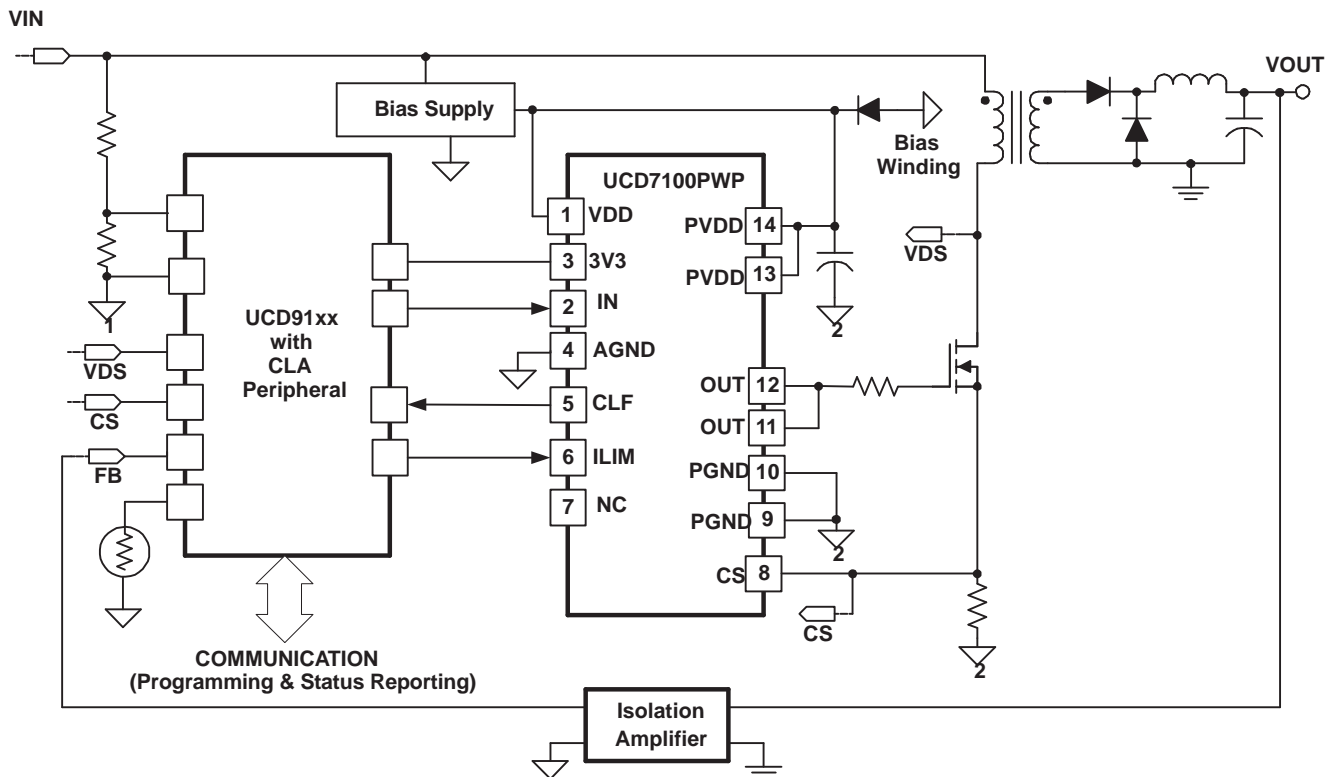 VIN
VOUT
Bias Supply
Bias
Winding
UCD7100PWP
1
VDD
PVDD
14
VDS
3
3V3
PVDD
13
2
IN
1
UCD91xx
with
CLA
Peripheral
2
VDS
4
AGND
OUT
12
CS
5
CLF
OUT
11
FB
6
ILIM
PGND
10
7
NC
PGND
9
2
CS
8
CS
2
COMMUNICATION
(Programming & Status Reporting)
Isolation
Amplifier